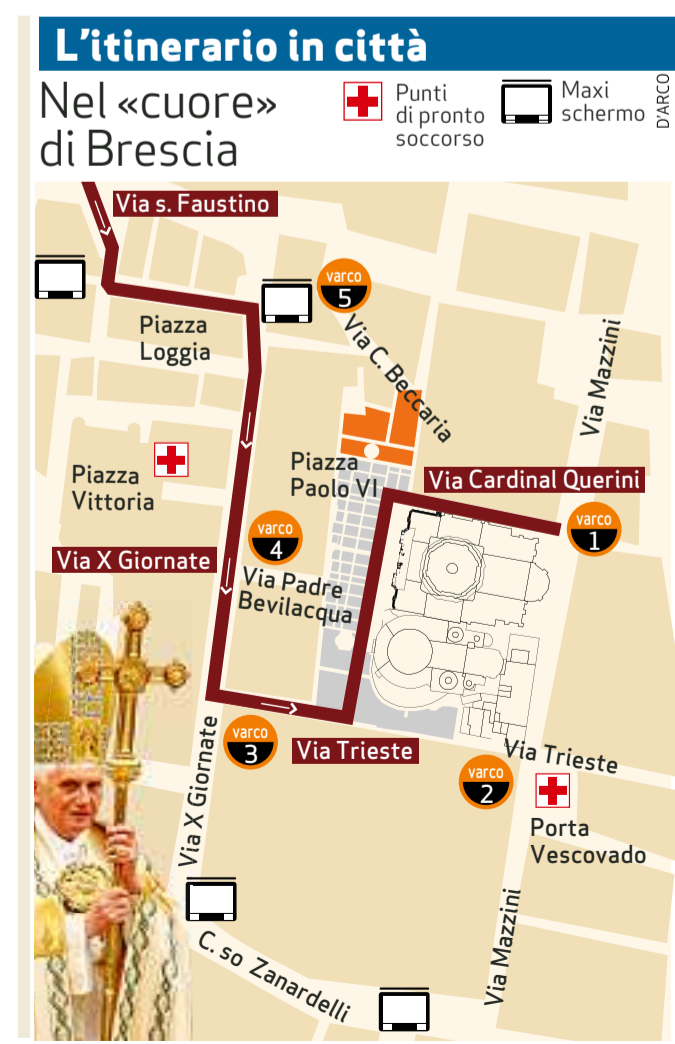 L'itinerario in città
Nel «cuore»
di Brescia
Punti
di pronto
soccorso
Maxi
schermo
D'ARCO
Via s. Faustino
varco
5
Piazza
Loggia
Via C. Beccaria
Via Mazzini
Piazza
Vittoria
Piazza
Paolo VI
Via Cardinal Querini
varco
1
varco
4
Via X Giornate
Via Padre
Bevilacqua
varco
3
Via Trieste
Via X Giornate
Via Trieste
varco
2
Porta
Vescovado
Via Mazzini
C. so Zanardelli